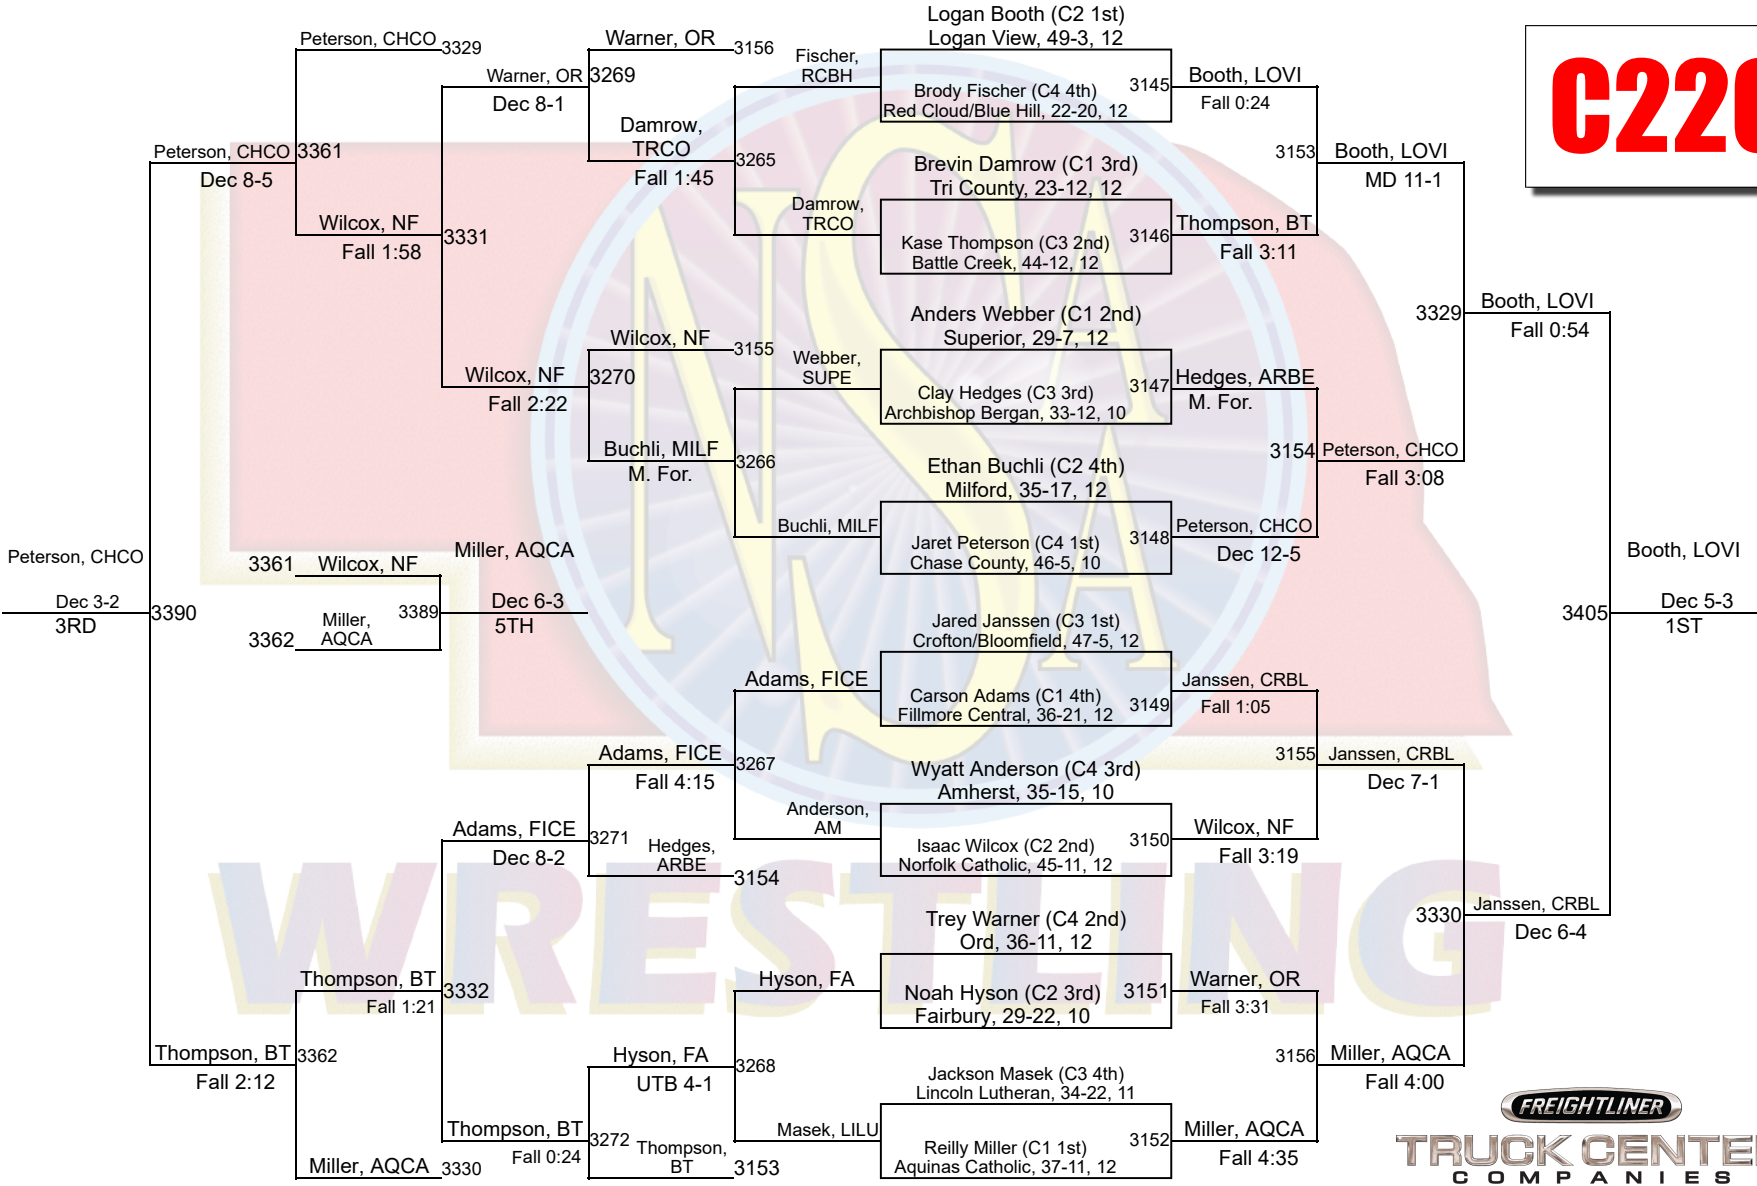 Logan Booth (C2 1st)
Logan View, 49-3, 12
Brody Fischer (C4 4th)
Red Cloud/Blue Hill, 22-20, 12
Brevin Damrow (C1 3rd)
Tri County, 23-12, 12
Kase Thompson (C3 2nd)
Battle Creek, 44-12, 12
Anders Webber (C1 2nd)
Superior, 29-7, 12
Clay Hedges (C3 3rd)
Archbishop Bergan, 33-12, 10
Ethan Buchli (C2 4th)
Milford, 35-17, 12
Jaret Peterson (C4 1st)
Chase County, 46-5, 10
Jared Janssen (C3 1st)
Crofton/Bloomfield, 47-5, 12
Carson Adams (C1 4th)
Fillmore Central, 36-21, 12
Wyatt Anderson (C4 3rd)
Amherst, 35-15, 10
Isaac Wilcox (C2 2nd)
Norfolk Catholic, 45-11, 12
Trey Warner (C4 2nd)
Ord, 36-11, 12
Noah Hyson (C2 3rd)
Fairbury, 29-22, 10
Jackson Masek (C3 4th)
Lincoln Lutheran, 34-22, 11
Reilly Miller (C1 1st)
Aquinas Catholic, 37-11, 12
3145
Booth, LOVI
Fall 0:24
3146
Thompson, BT
Fall 3:11
3147
Hedges, ARBE
M. For.
3148
Peterson, CHCO
Dec 12-5
3149
Janssen, CRBL
Fall 1:05
3150
Wilcox, NF
Fall 3:19
3151
Warner, OR
Fall 3:31
3152
Miller, AQCA
Fall 4:35
3153
Booth, LOVI
MD 11-1
3154
Peterson, CHCO
Fall 3:08
3155
Janssen, CRBL
Dec 7-1
3156
Miller, AQCA
Fall 4:00
3329
Booth, LOVI
Fall 0:54
3330
Janssen, CRBL
Dec 6-4
3405
Booth, LOVI
Dec 5-3
1ST
Fischer,
RCBH
Damrow,
TRCO
Webber,
SUPE
Buchli, MILF
Adams, FICE
Anderson,
AM
Hyson, FA
Masek, LILU
Warner, OR
3156
Damrow,
TRCO
Fall 1:45
3265
Wilcox, NF
3155
Buchli, MILF
M. For.
3266
Adams, FICE
Fall 4:15
3267
Hedges,
ARBE
3154
Hyson, FA
UTB 4-1
3268
Thompson,
BT
3153
Warner, OR
3269
Dec 8-1
Wilcox, NF
3270
Fall 2:22
Adams, FICE
3271
Dec 8-2
Thompson, BT
3272
Fall 0:24
Peterson, CHCO
3329
Wilcox, NF
3331
Fall 1:58
Thompson, BT
3332
Fall 1:21
Miller, AQCA
3330
Peterson, CHCO
3361
Dec 8-5
Thompson, BT
3362
Fall 2:12
Peterson, CHCO
Dec 3-2
3RD
3390
3361
Wilcox, NF
3362
Miller,
AQCA
3389
Miller, AQCA
Dec 6-3
5TH
NSAA
WRESTLING
FREIGHTLINER
TRUCK CENTE
COMPANIES